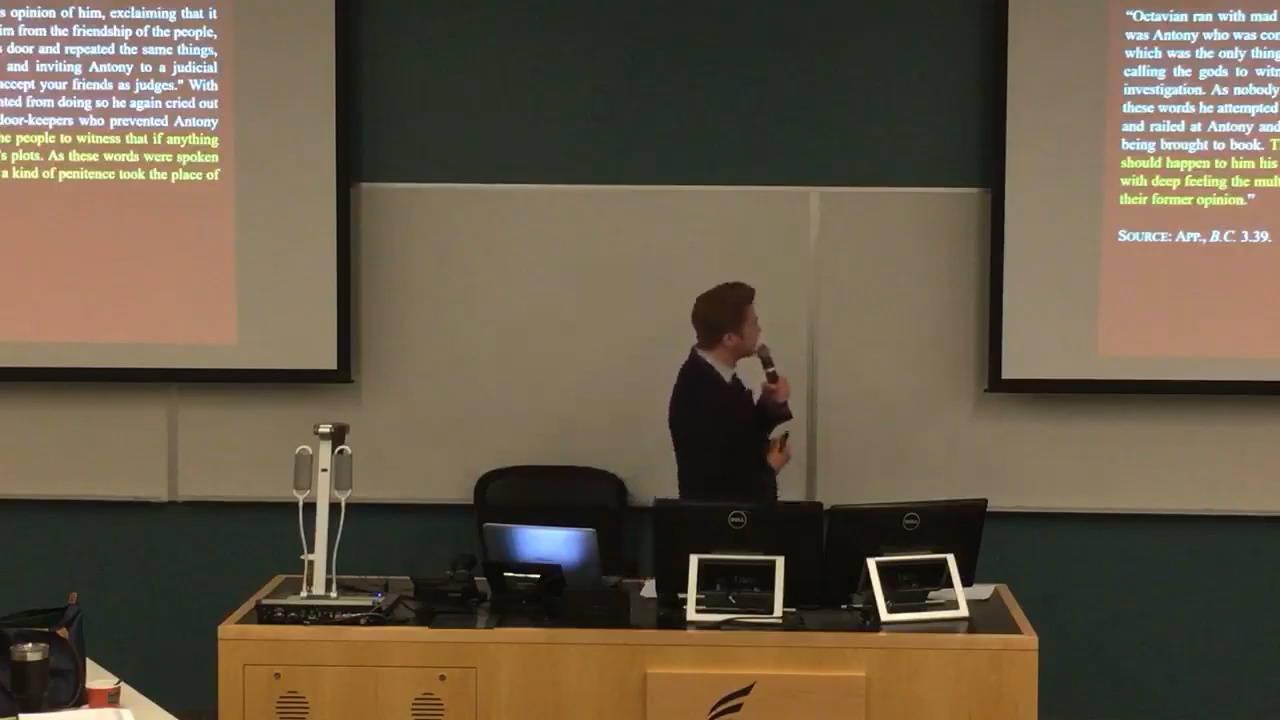 s opinion of him, exclaiming that it
im from the friendship of the people,
s door and repeated the same things,
and inviting Antony to a judicial
accept your friends as judges.” With
nted from doing so he again cried out
door-keepers who prevented Antony
he people to witness that if anything
's plots. As these words were spoken
a kind of penitence took the place of
“Octavian ran with mad
was Antony who was con
which was the only thing
calling the gods to witn
investigation. As nobody
these words he attempted
and railed at Antony and
being brought to book. T
should happen to him his
with deep feeling the mul
their former opinion.”
SOURCE: APP., B.C. 3.39.
DELL
DELL